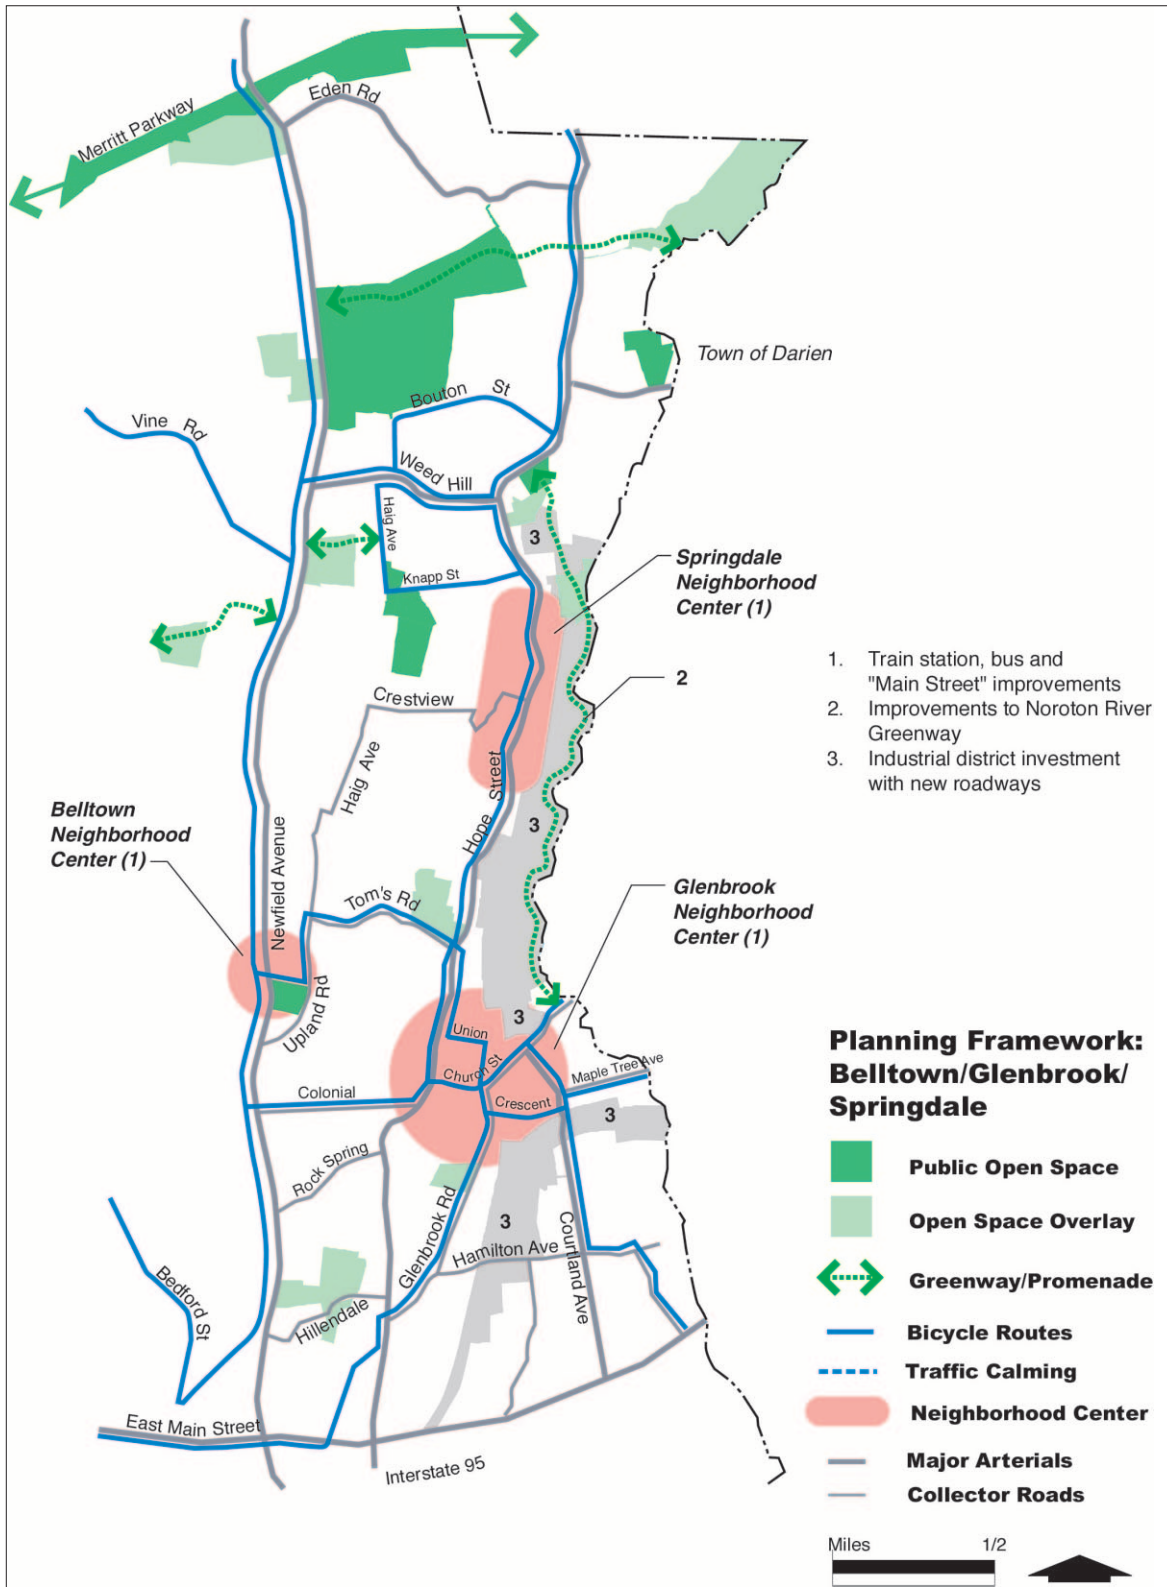 Merritt Parkway
Eden Rd
Town of Darien
Bouton St
Vine Rd
Weed Hill
Haig Ave
Knapp St
3
Springdale
Neighborhood
Center (1)
2
1. Train station, bus and
"Main Street" improvements
2. Improvements to Noroton River
Greenway
3. Industrial district investment
with new roadways
Crestview
Haig Ave
Hope Street
3
Belltown
Neighborhood
Center (1)
Newfield Avenue
Tom's Rd
Glenbrook
Neighborhood
Center (1)
Upland Rd
3
Union
Church St
Maple Tree Ave
Colonial
Crescent
3
Rock Spring
Glenbrook Rd
3
Hamilton Ave
Courtland Ave
Bedford St
Hillendale
East Main Street
Interstate 95
Planning Framework:
Belltown/Glenbrook/
Springdale
Public Open Space
Open Space Overlay
Greenway/Promenade
Bicycle Routes
Traffic Calming
Neighborhood Center
Major Arterials
Collector Roads
Miles 1/2